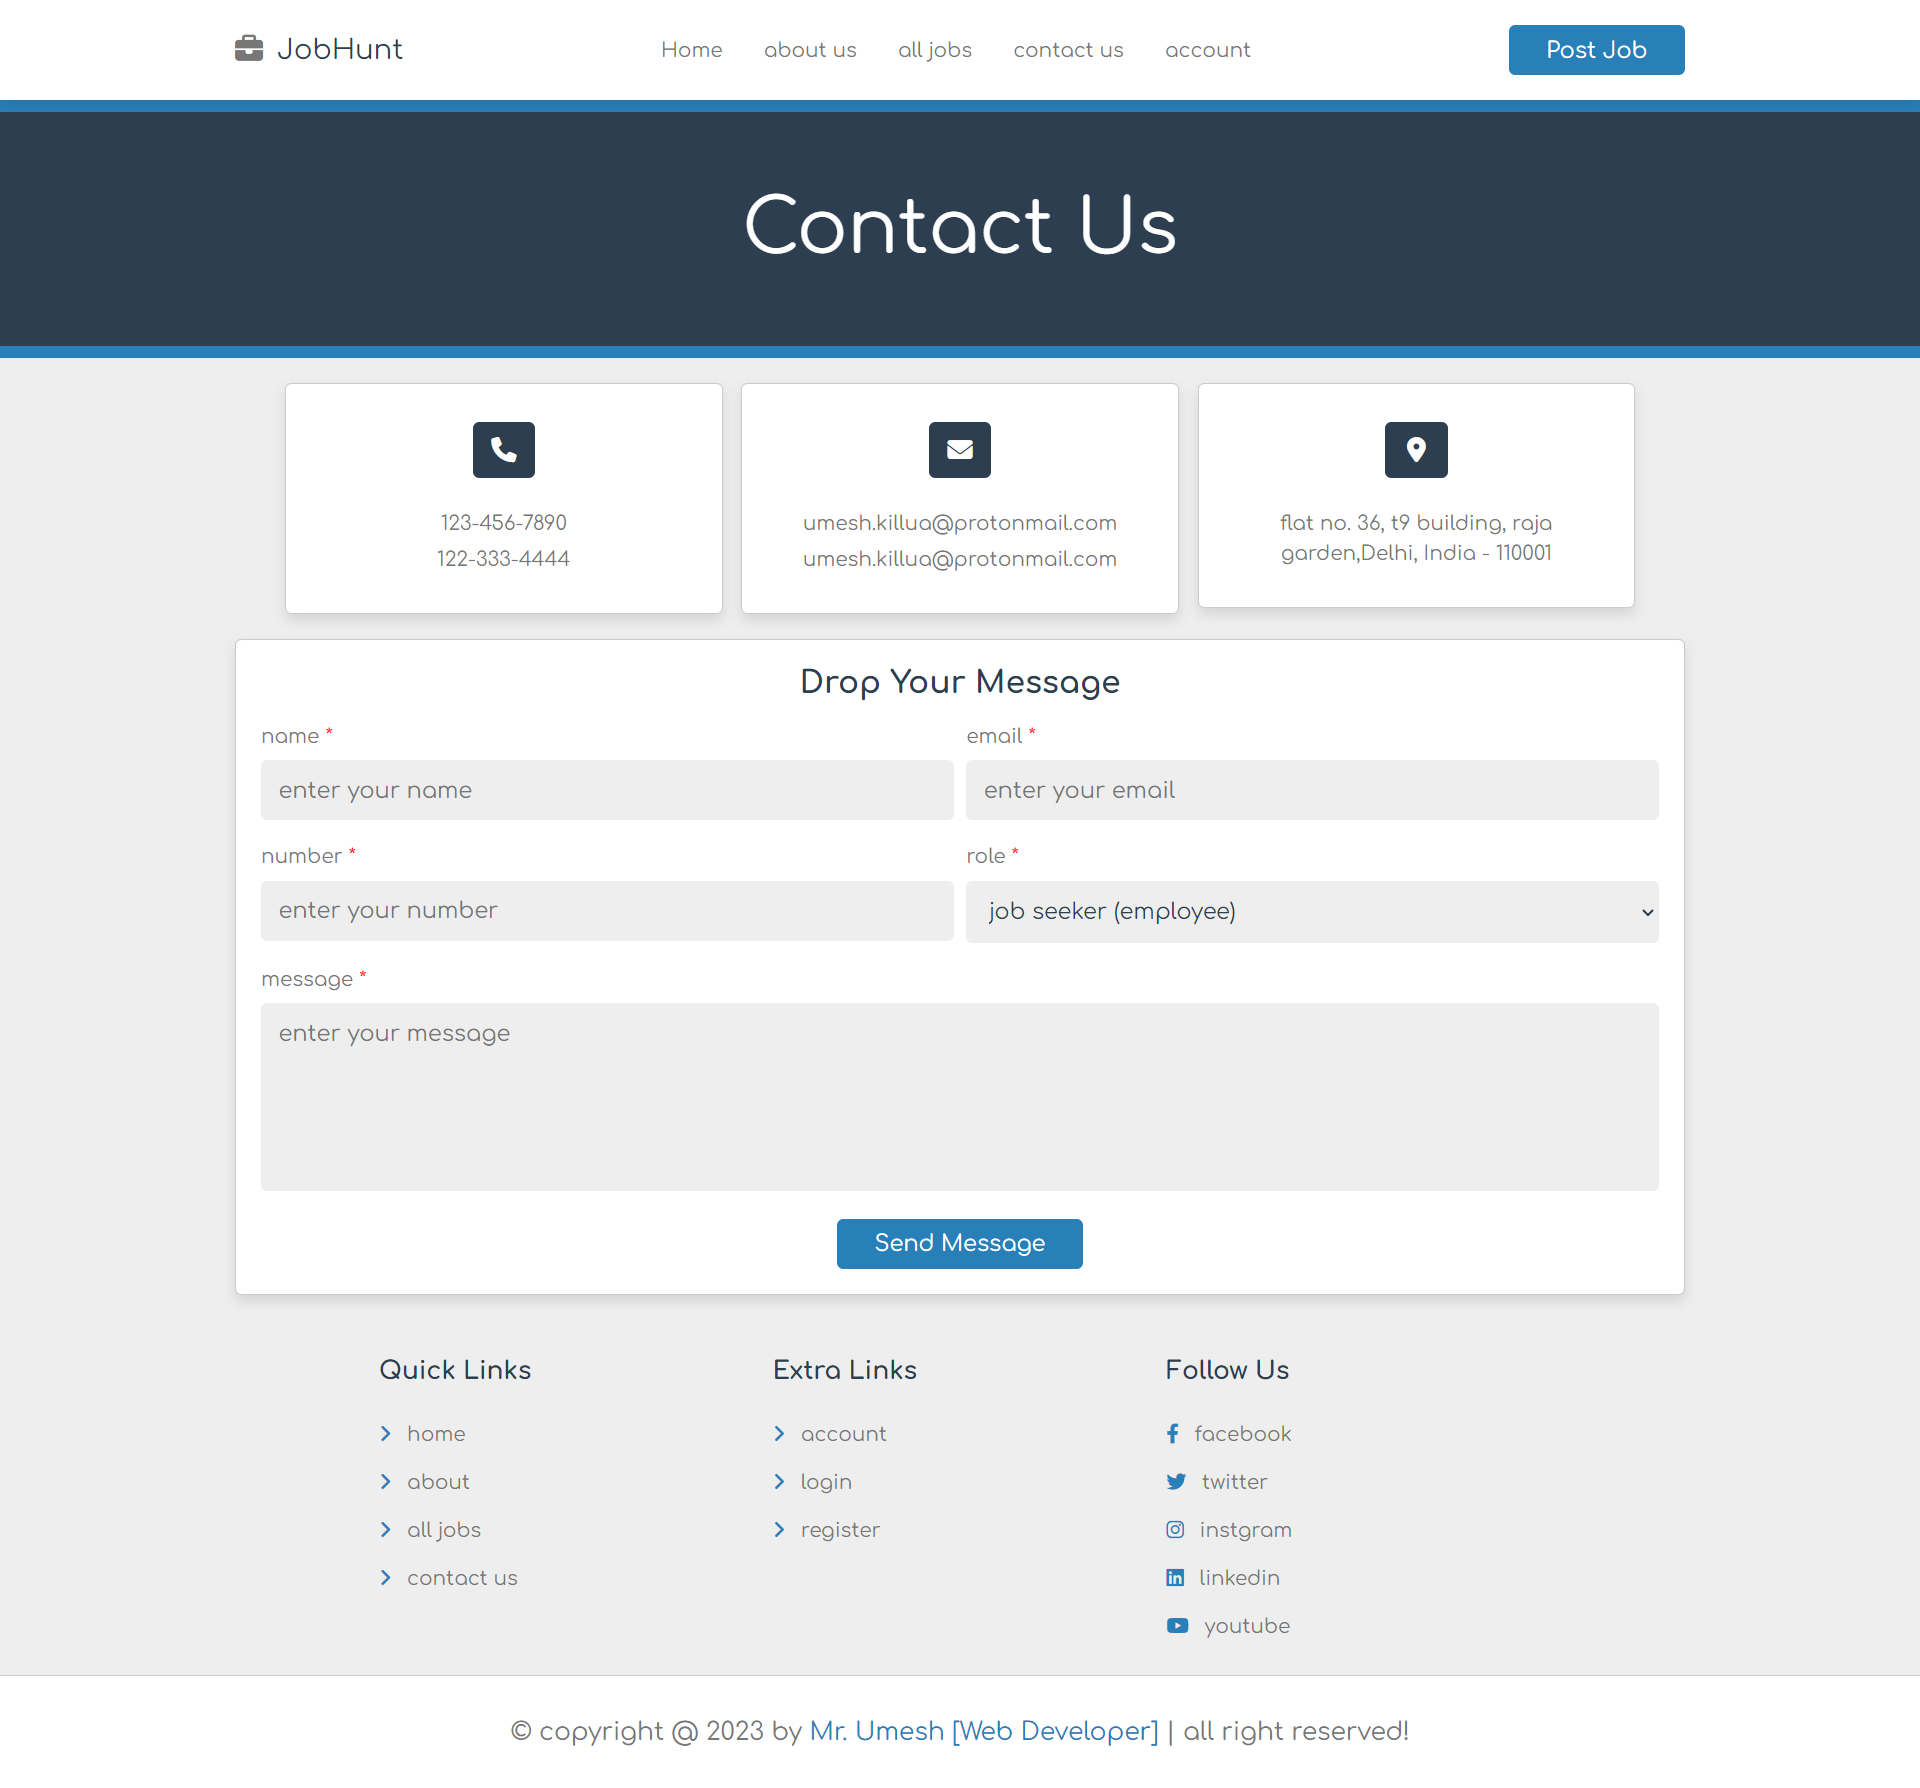 JobHunt
Home about us all jobs contact us account
Post Job
Contact Us
123-456-7890
122-333-4444
umesh.killua@protonmail.com
umesh.killua@protonmail.com
flat no. 36, t9 building, raja
garden,Delhi, India - 110001
Drop Your Message
name *
enter your name
email *
enter your email
number *
enter your number
role *
job seeker (employee)
message *
enter your message
Send Message
Quick Links
home
about
all jobs
contact us
Extra Links
account
login
register
Follow Us
facebook
twitter
instgram
linkedin
youtube
© copyright @ 2023 by Mr. Umesh [Web Developer] | all right reserved!